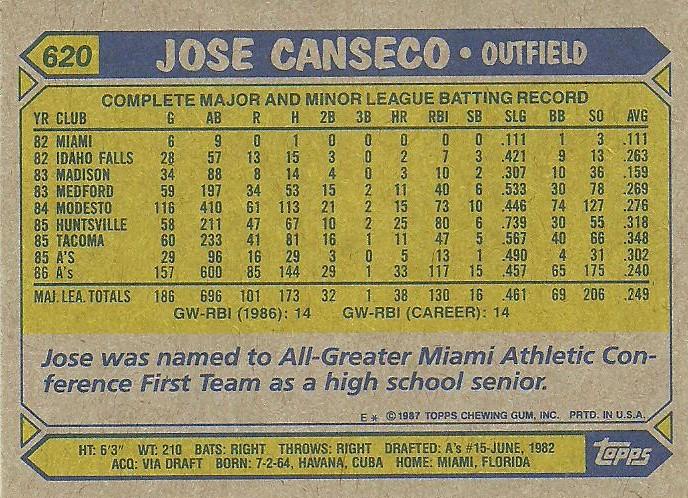 620 JOSE CANSECO • OUTFIELD
COMPLETE MAJOR AND MINOR LEAGUE BATTING RECORD
YR CLUB G AB R H 2B 3B HR RBI SB SLG BB SO AVG
82 MIAMI 6 9 0 1 0 0 0 0 0 .111 1 3 .111
82 IDAHO FALLS 28 57 13 15 3 0 2 7 3 .421 9 13 .263
83 MADISON 34 88 8 14 4 0 3 10 2 .307 10 36 .159
83 MEDFORD 59 197 34 53 15 2 11 40 6 .533 30 78 .269
84 MODESTO 116 410 61 113 21 2 15 73 10 .446 74 127 .276
85 HUNTSVILLE 58 211 47 67 10 2 25 80 6 .739 30 55 .318
85 TACOMA 60 233 41 81 16 1 11 47 5 .567 40 66 .348
85 A'S 29 96 16 29 3 0 5 13 1 .490 4 31 .302
86 A's 157 600 85 144 29 1 33 117 15 .457 65 175 .240
MAJ. LEA. TOTALS 186 696 101 173 32 1 38 130 16 .461 69 206 .249
GW-RBI (1986): 14 GW-RBI (CAREER): 14
Jose was named to All-Greater Miami Athletic Con-
ference First Team as a high school senior.
E * © 1987 TOPPS CHEWING GUM, INC. PRTD. IN U.S.A.
HT: 6'3" WT: 210 BATS: RIGHT THROWS: RIGHT DRAFTED: A's #15-JUNE, 1982
ACQ: VIA DRAFT BORN: 7-2-64, HAVANA, CUBA HOME: MIAMI, FLORIDA
Topps